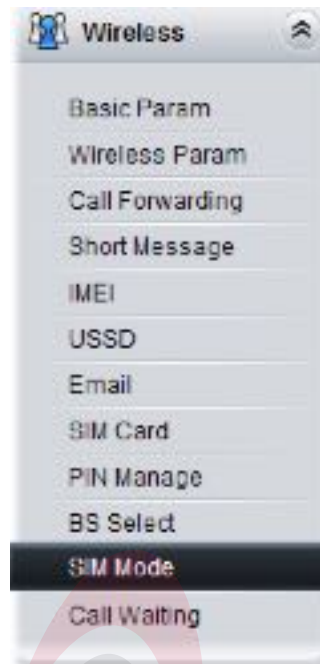 Wireless
Basic Param
Wireless Param
Call Forwarding
Short Message
IMEI
USSD
Email
SIM Card
PIN Manage
BS Select
SIM Mode
Call Waiting